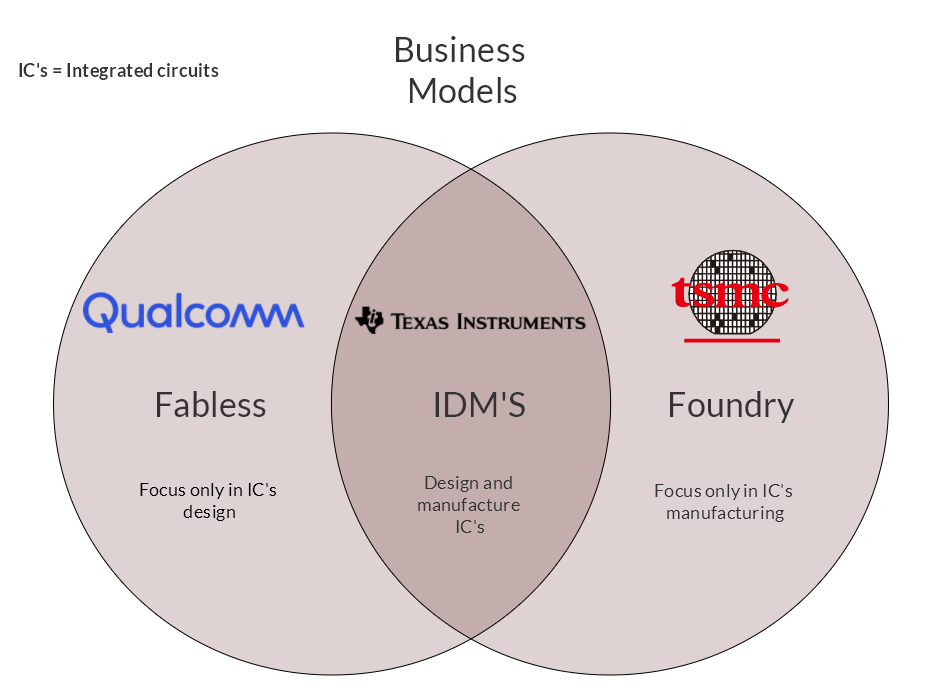 Business
Models
IC's = Integrated circuits
Qualcomm
Texas Instruments
tsmc
Fabless
IDM'S
Foundry
Focus only in IC's
design
Design and
manufacture
IC's
Focus only in IC's
manufacturing